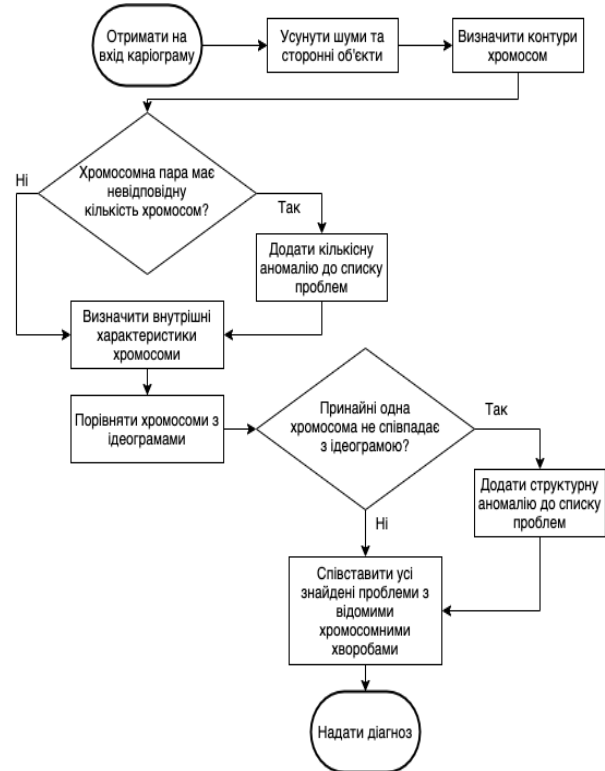 Отримати на
вхід каріограму
Усунути шуми та
сторонні об'єкти
Визначити контури
хромосом
Хромосомна пара має
невідповідну
кількість хромосом?
Ні
Так
Додати кількісну
аномалію до списку
проблем
Визначити внутрішні
характеристики
хромосоми
Порівняти хромосоми з
ідеограмами
Принайні одна
хромосома не співпадає
з ідеограмою?
Так
Ні
Додати структурну
аномалію до списку
проблем
Співставити усі
знайдені проблеми з
відомими
хромосомними
хворобами
Надати діагноз